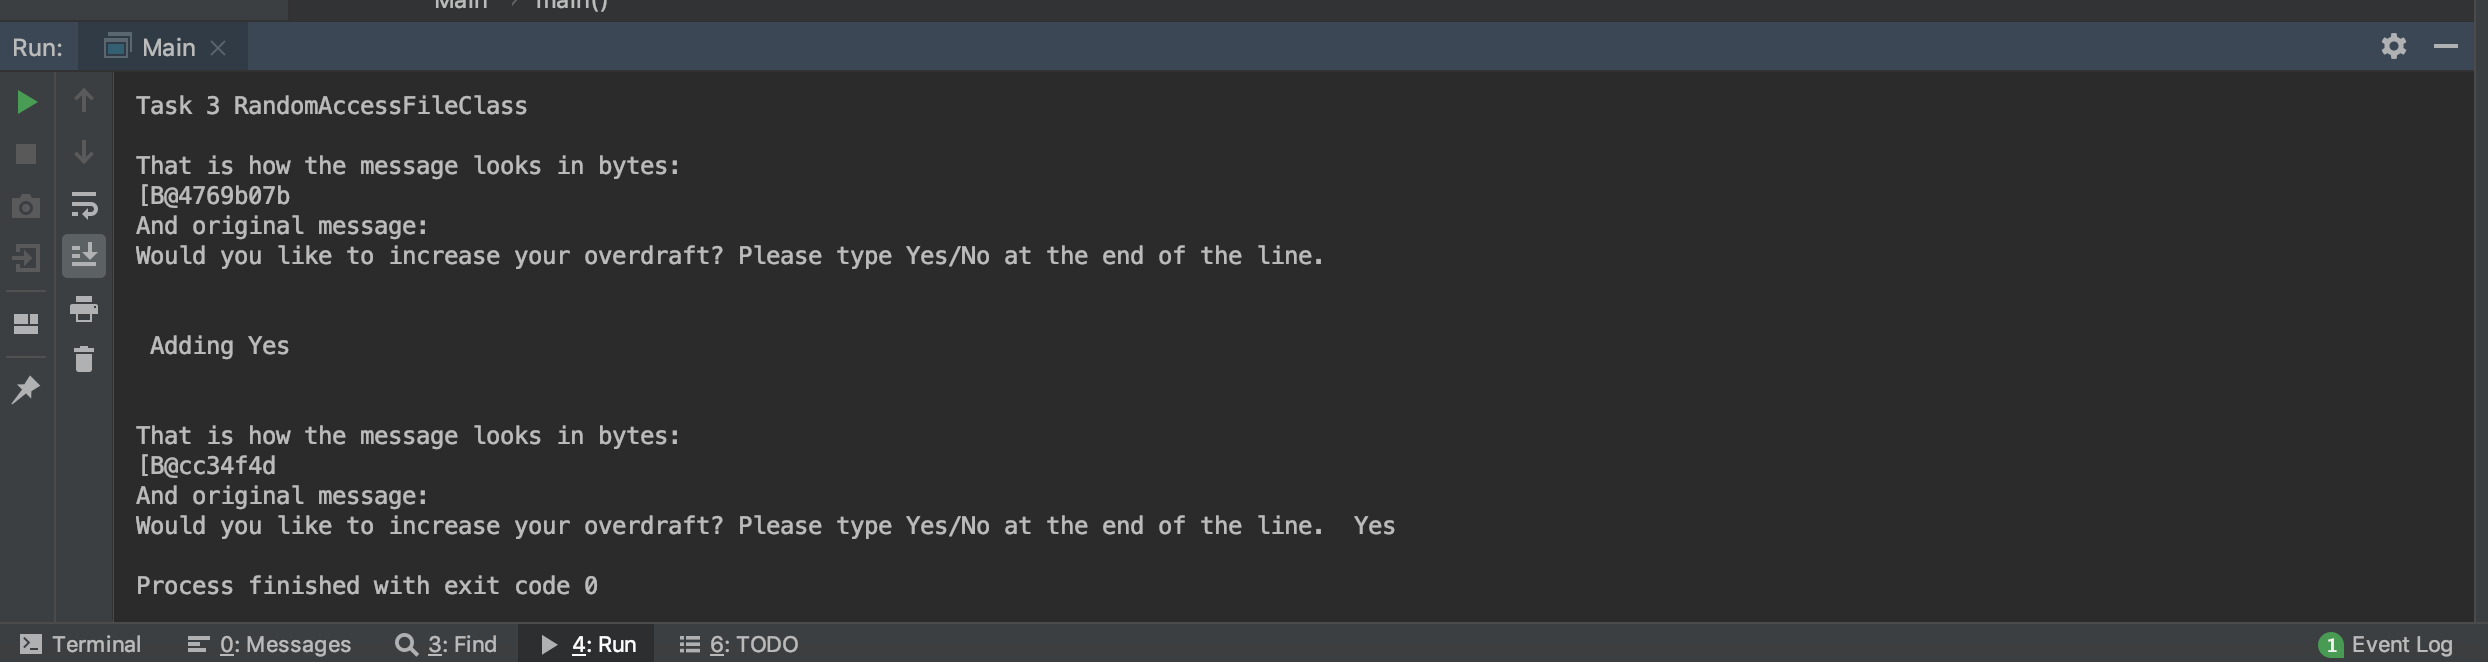 Main > main()
Run: Main
Task 3 RandomAccessFileClass
That is how the message looks in bytes:
[B@4769b07b
And original message:
Would you like to increase your overdraft? Please type Yes/No at the end of the line.
Adding Yes
That is how the message looks in bytes:
[B@cc34f4d
And original message:
Would you like to increase your overdraft? Please type Yes/No at the end of the line.  Yes
Process finished with exit code 0
Terminal 0: Messages 3: Find 4: Run 6: TODO 1 Event Log